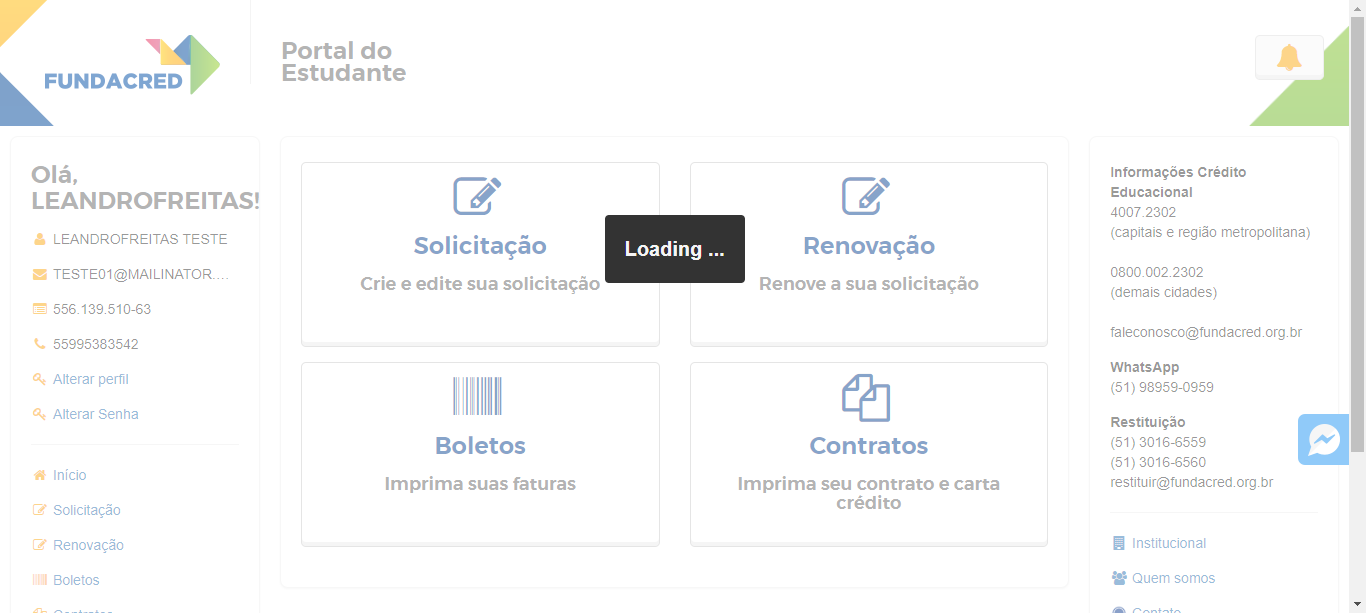 FUNDACRED
Portal do
Estudante
Olá,
LEANDROFREITAS!
LEANDROFREITAS TESTE
TESTE01@MAILINATOR....
556.139.510-63
55995383542
Alterar perfil
Alterar Senha
Início
Solicitação
Renovação
Boletos
Contratos
Solicitação
Crie e edite sua solicitação
Renovação
Renove a sua solicitação
Loading ...
Boletos
Imprima suas faturas
Contratos
Imprima seu contrato e carta
crédito
Informações Crédito
Educacional
4007.2302
(capitais e região metropolitana)
0800.002.2302
(demais cidades)
faleconosco@fundacred.org.br
WhatsApp
(51) 98959-0959
Restituição
(51) 3016-6559
(51) 3016-6560
restituir@fundacred.org.br
Institucional
Quem somos
Contato